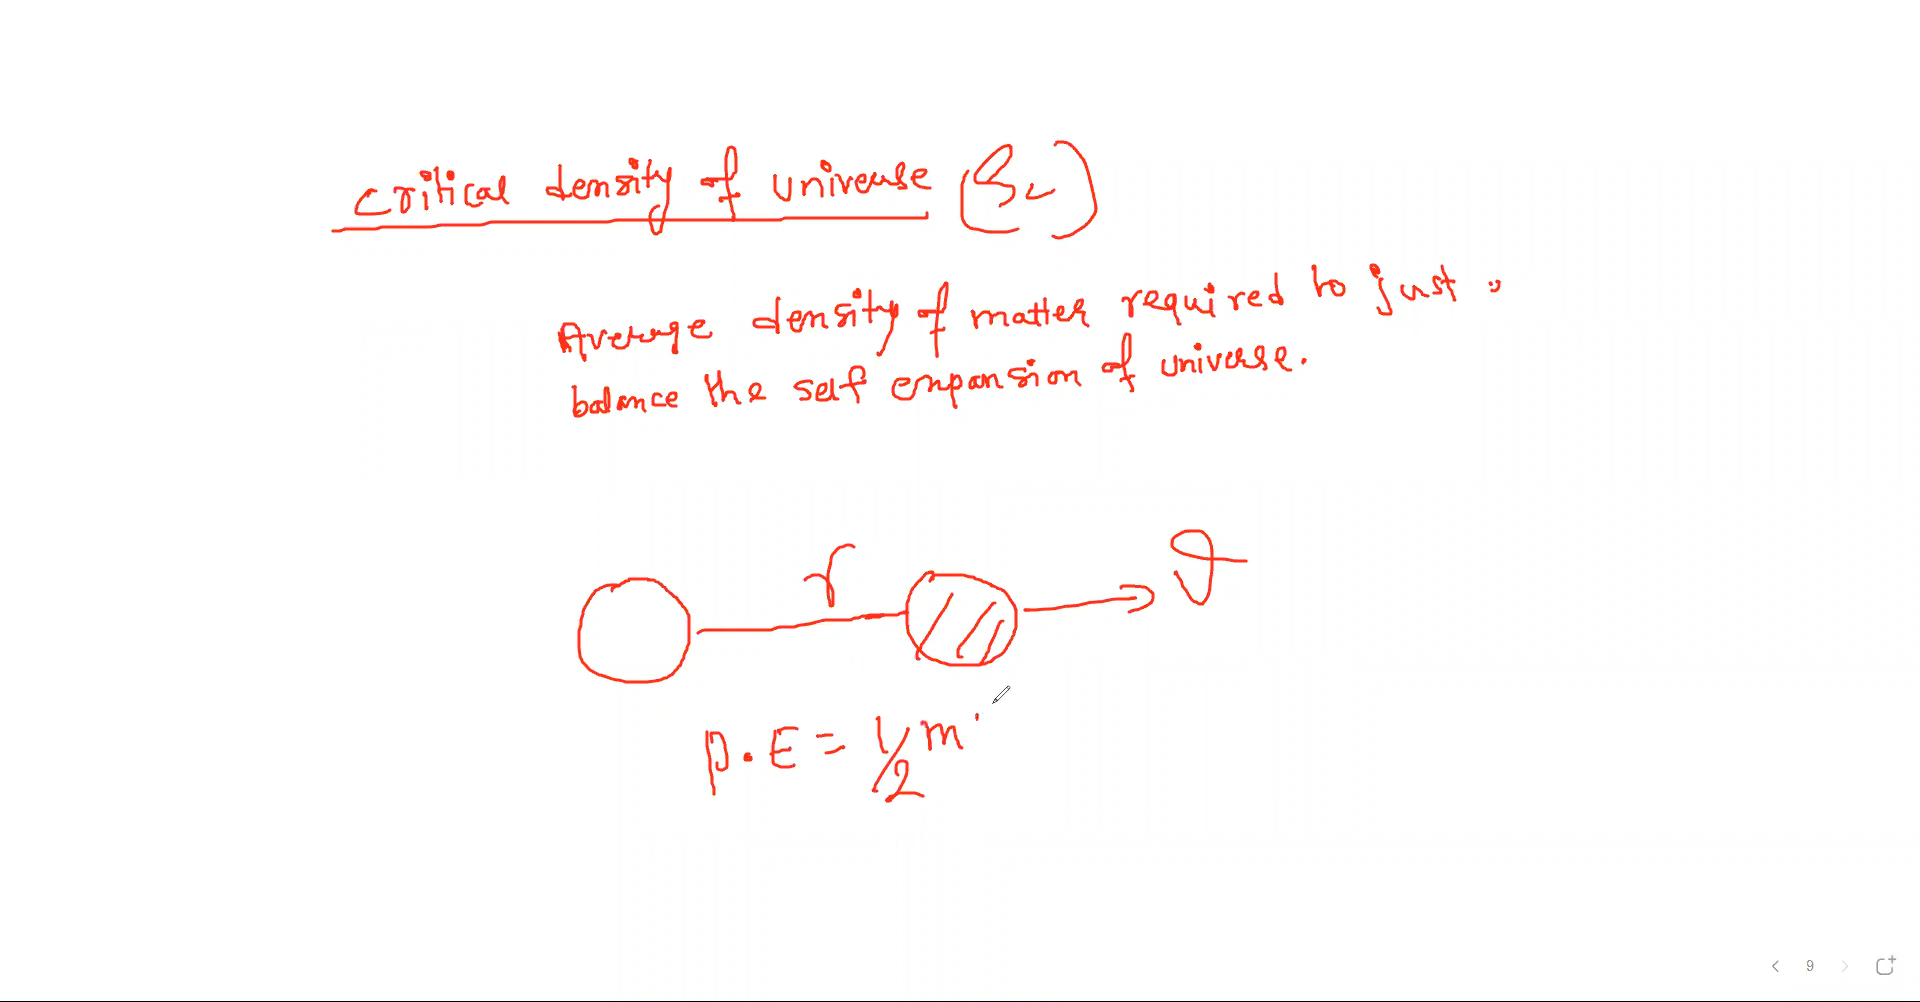 critical density of universe (ρc)
Average density of matter required to just
balance the self expansion of universe.
r
v
P.E = 1/2 m
9